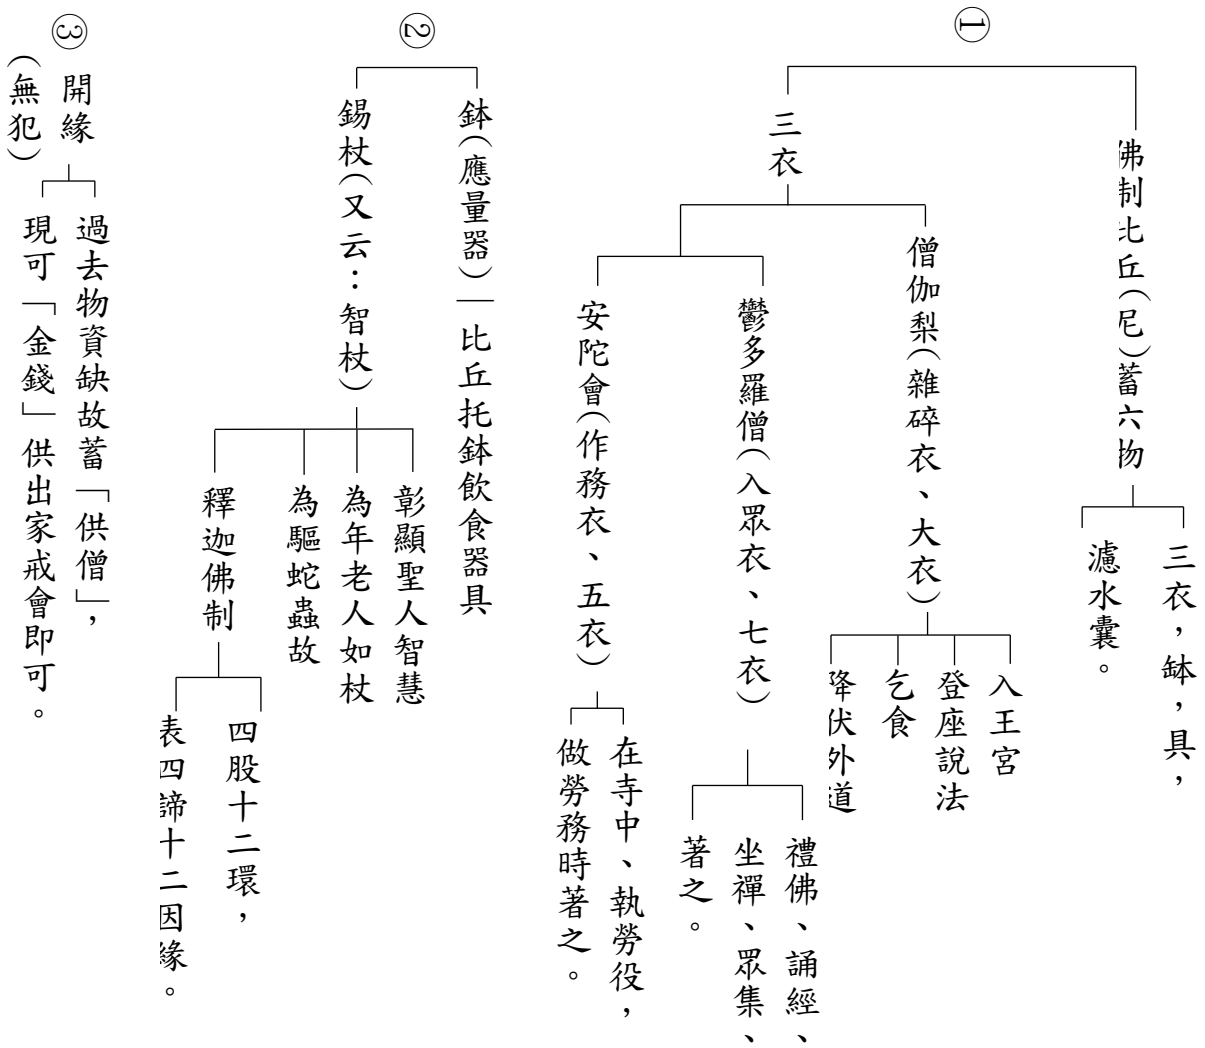 ①
佛制比丘(尼)蓄六物
三衣，缽，具，
濾水囊。
三衣
僧伽梨(雜碎衣、大衣)
入王宮
登座說法
乞食
降伏外道
鬱多羅僧(入眾衣、七衣)
禮佛、誦經、
坐禪、眾集、
著之。
安陀會(作務衣、五衣)
在寺中、執勞役，
做勞務時著之。
②
鉢(應量器)—比丘托鉢飲食器具
錫杖(又云：智杖)
彰顯聖人智慧
為年老人如杖
為驅蛇蟲故
釋迦佛制
四股十二環，
表四諦十二因緣。
③
開緣
(無犯)
過去物資缺故蓄「供僧」，
現可「金錢」供出家戒會即可。